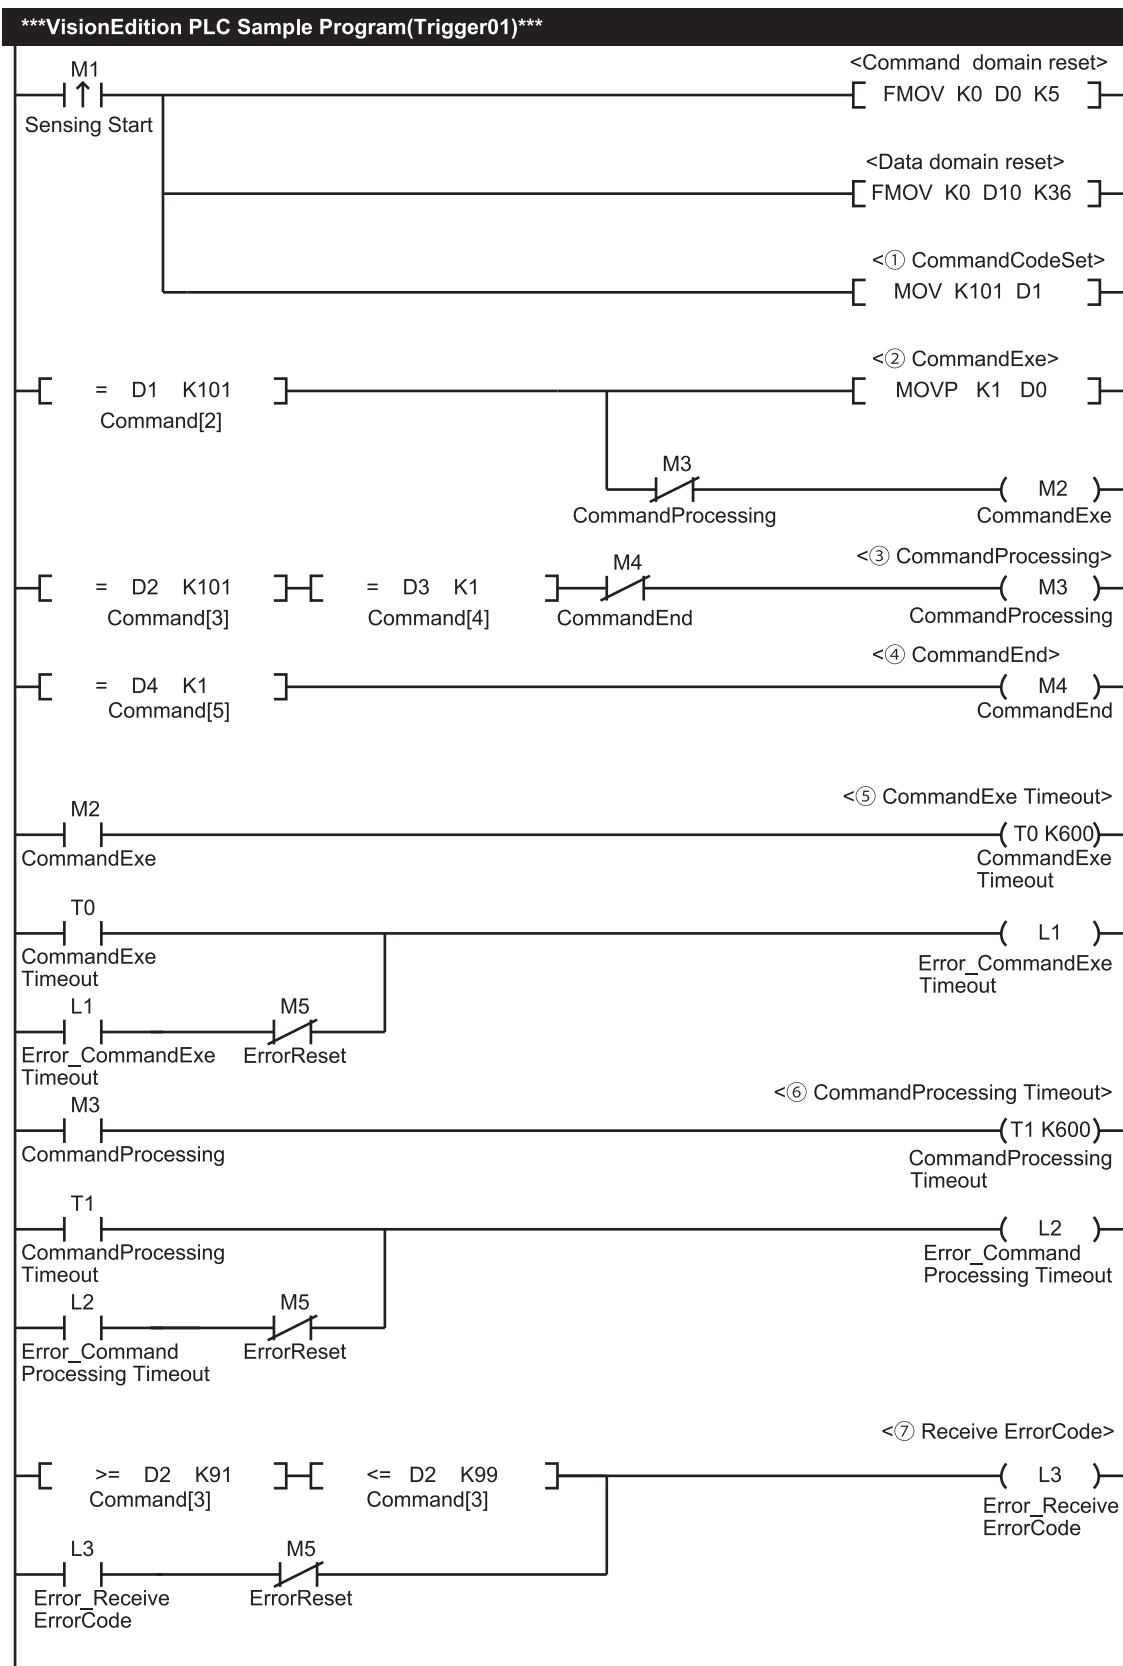 ***VisionEdition PLC Sample Program(Trigger01)***
M1
<Command domain reset>
FMOV K0 D0 K5
Sensing Start
<Data domain reset>
FMOV K0 D10 K36
<① CommandCodeSet>
MOV K101 D1
<② CommandExe>
= D1 K101
MOVP K1 D0
Command[2]
M3
M2
CommandProcessing
CommandExe
M4
<③ CommandProcessing>
= D2 K101
= D3 K1
M3
Command[3]
Command[4]
CommandEnd
CommandProcessing
<④ CommandEnd>
= D4 K1
M4
Command[5]
CommandEnd
<⑤ CommandExe Timeout>
M2
T0 K600
CommandExe
CommandExe
Timeout
T0
L1
CommandExe
Timeout
Error_CommandExe
Timeout
L1
M5
Error_CommandExe
Timeout
ErrorReset
<⑥ CommandProcessing Timeout>
M3
T1 K600
CommandProcessing
CommandProcessing
Timeout
T1
L2
CommandProcessing
Timeout
Error_Command
Processing Timeout
L2
M5
Error_Command
Processing Timeout
ErrorReset
<⑦ Receive ErrorCode>
>= D2 K91
<= D2 K99
L3
Command[3]
Command[3]
Error_Receive
ErrorCode
L3
M5
Error_Receive
ErrorCode
ErrorReset